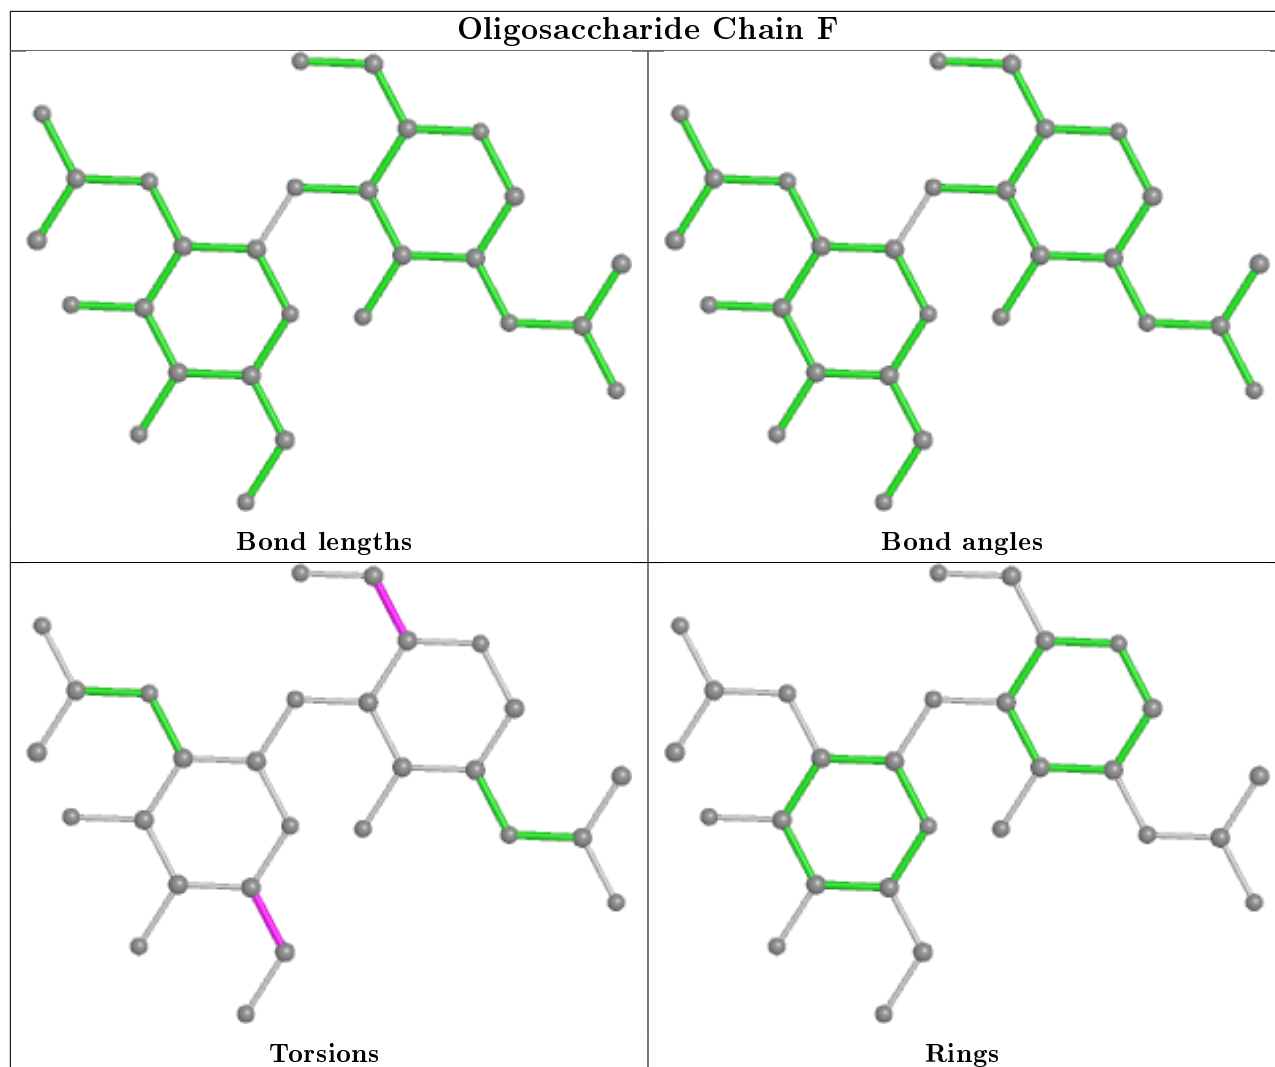 Oligosaccharide Chain F
Bond lengths
Bond angles
Torsions
Rings